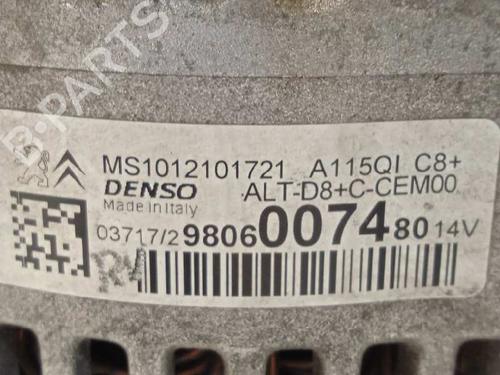 B-PARTS
MS1012101721 A115QI C8+
DENSO ALT-D8+C-CEM00
Made in Italy
03717/2 9806007480 14V